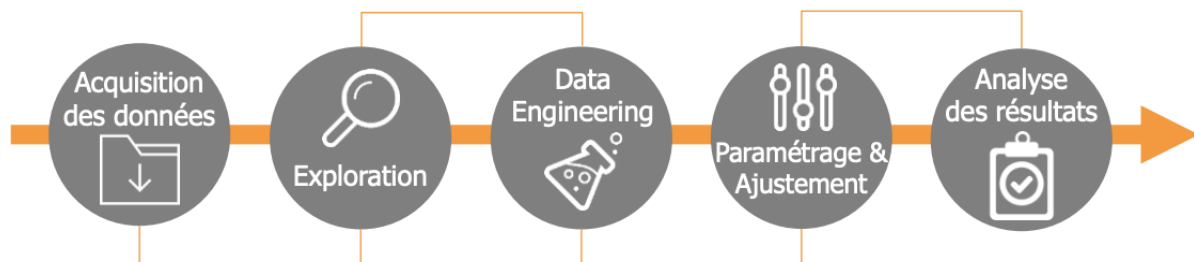 Acquisition
des données
Exploration
Data
Engineering
Paramétrage &
Ajustement
Analyse
des résultats